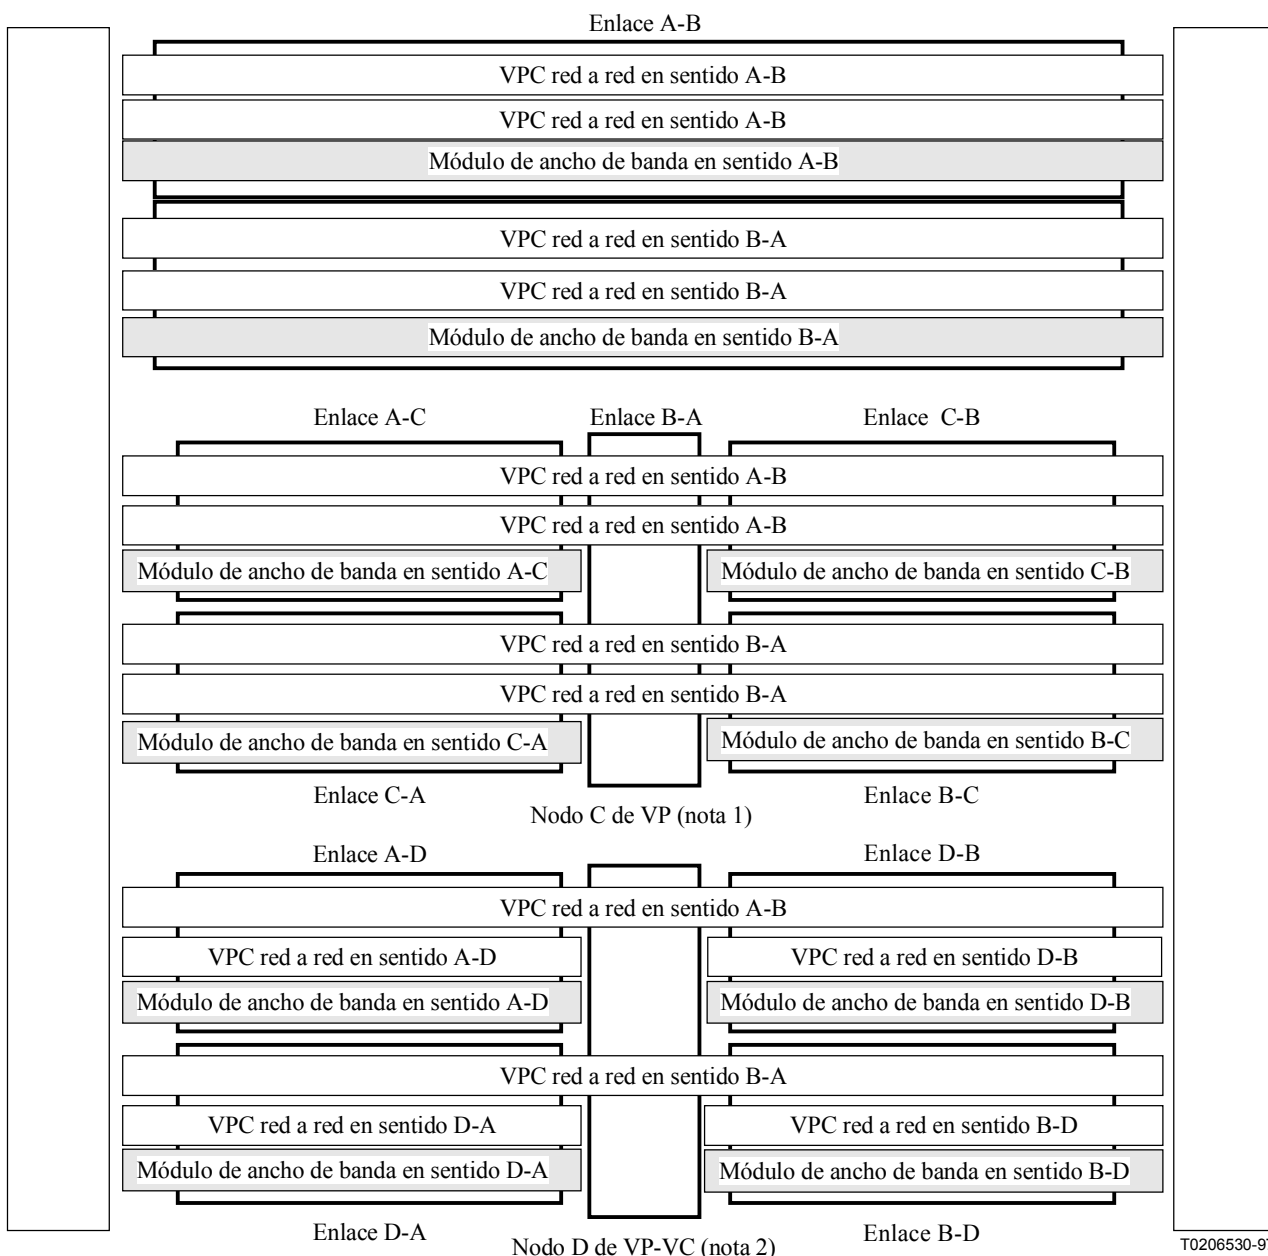 Enlace A-B
VPC red a red en sentido A-B
VPC red a red en sentido A-B
Módulo de ancho de banda en sentido A-B
VPC red a red en sentido B-A
VPC red a red en sentido B-A
Módulo de ancho de banda en sentido B-A
Enlace A-C Enlace B-A Enlace C-B
VPC red a red en sentido A-B
VPC red a red en sentido A-B
Módulo de ancho de banda en sentido A-C Módulo de ancho de banda en sentido C-B
VPC red a red en sentido B-A
VPC red a red en sentido B-A
Módulo de ancho de banda en sentido C-A Módulo de ancho de banda en sentido B-C
Enlace C-A Enlace B-C
Nodo C de VP (nota 1)
Enlace A-D Enlace D-B
VPC red a red en sentido A-B
VPC red a red en sentido A-D VPC red a red en sentido D-B
Módulo de ancho de banda en sentido A-D Módulo de ancho de banda en sentido D-B
VPC red a red en sentido B-A
VPC red a red en sentido D-A VPC red a red en sentido B-D
Módulo de ancho de banda en sentido D-A Módulo de ancho de banda en sentido B-D
Enlace D-A Enlace B-D
Nodo D de VP-VC (nota 2)
T0206530-97